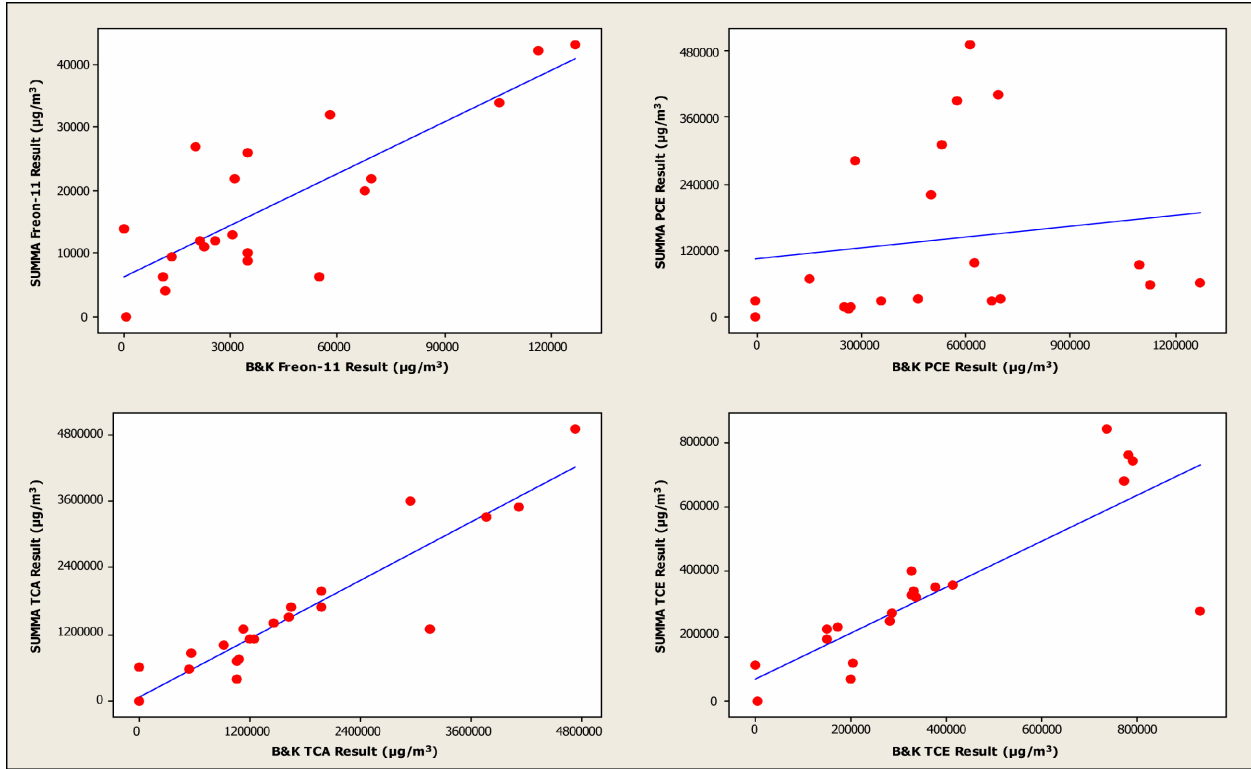 SUMMA Freon-11 Result (µg/m³)
40000
30000
20000
10000
0
0 30000 60000 90000 120000
B&K Freon-11 Result (µg/m³)
SUMMA PCE Result (µg/m³)
480000
360000
240000
120000
0
0 300000 600000 900000 1200000
B&K PCE Result (µg/m³)
SUMMA TCA Result (µg/m³)
4800000
3600000
2400000
1200000
0
0 1200000 2400000 3600000 4800000
B&K TCA Result (µg/m³)
SUMMA TCE Result (µg/m³)
800000
600000
400000
200000
0
0 200000 400000 600000 800000
B&K TCE Result (µg/m³)